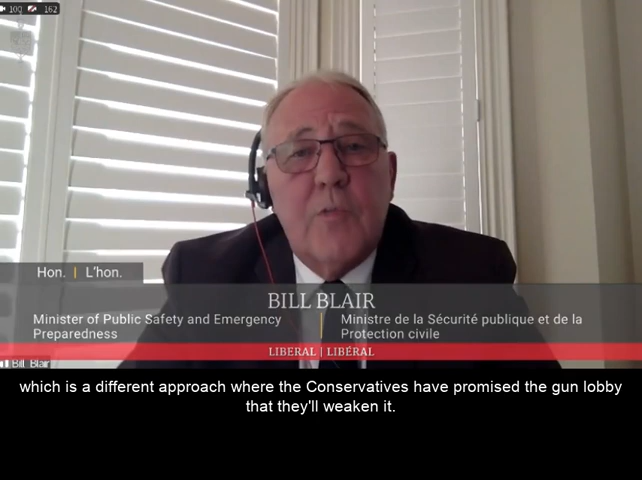 100 162
Hon. | L'hon.
BILL BLAIR
Minister of Public Safety and Emergency
Preparedness
Ministre de la Sécurité publique et de la
Protection civile
LIBERAL | LIBÉRAL
Bill Blair
which is a different approach where the Conservatives have promised the gun lobby
that they'll weaken it.